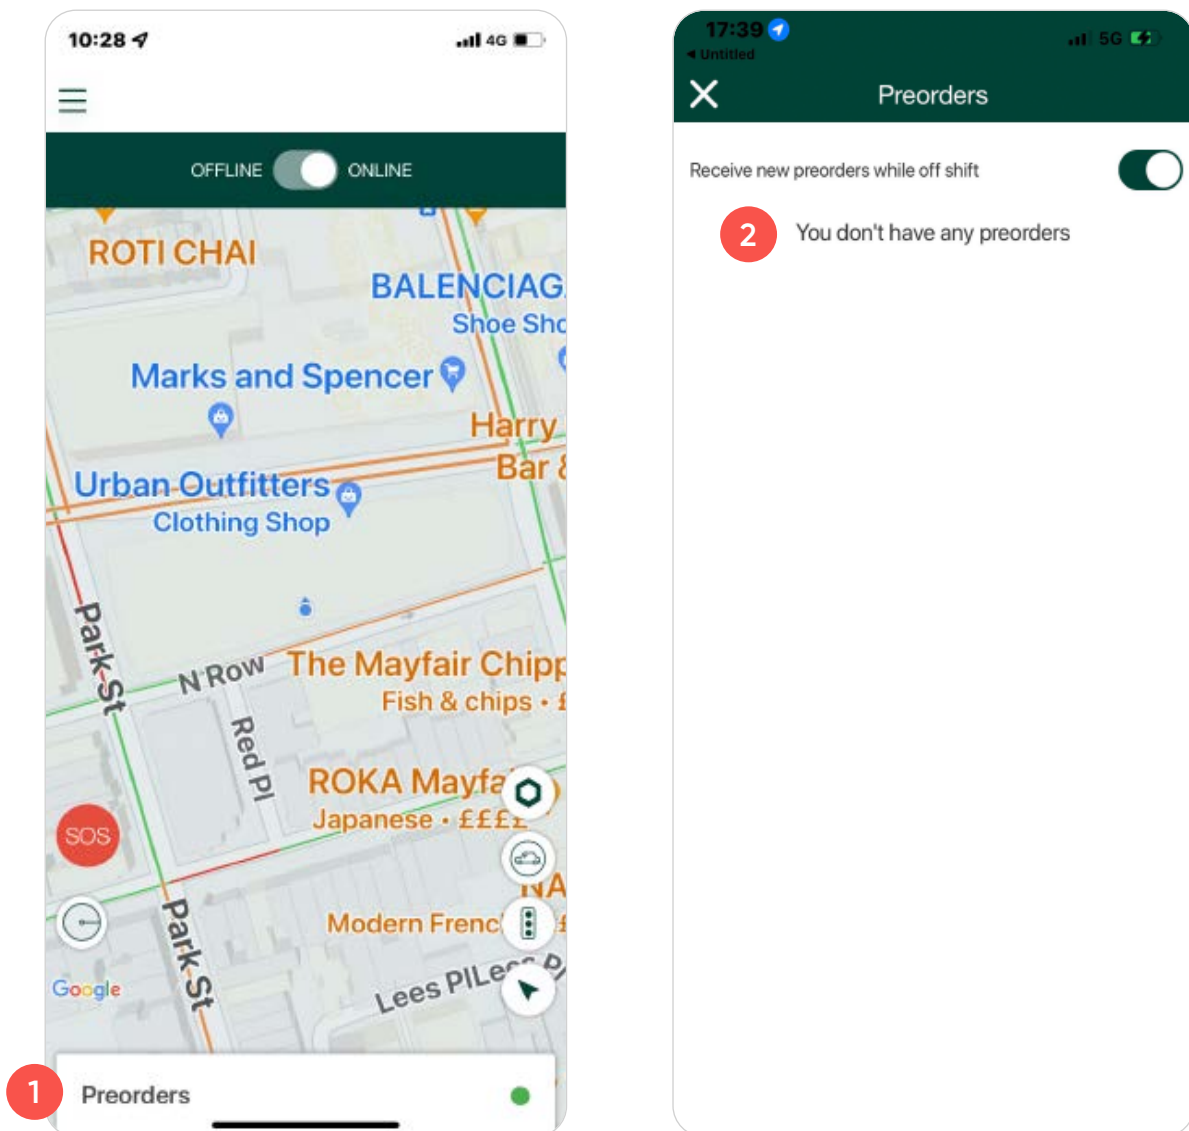 10:28
4G
OFFLINE ONLINE
ROTI CHAI
BALENCIAG
Shoe Sho
Marks and Spencer
Harry
Bar &
Urban Outfitters
Clothing Shop
Park St
N Row
The Mayfair Chipp
Fish & chips • £
Red Pl
ROKA Mayfa
Japanese • ££££
SOS
NA
Modern Frenc
Park St
Google
Lees Pl
Lees Pl
1 Preorders
17:39
5G
Untitled
Preorders
Receive new preorders while off shift
2 You don't have any preorders